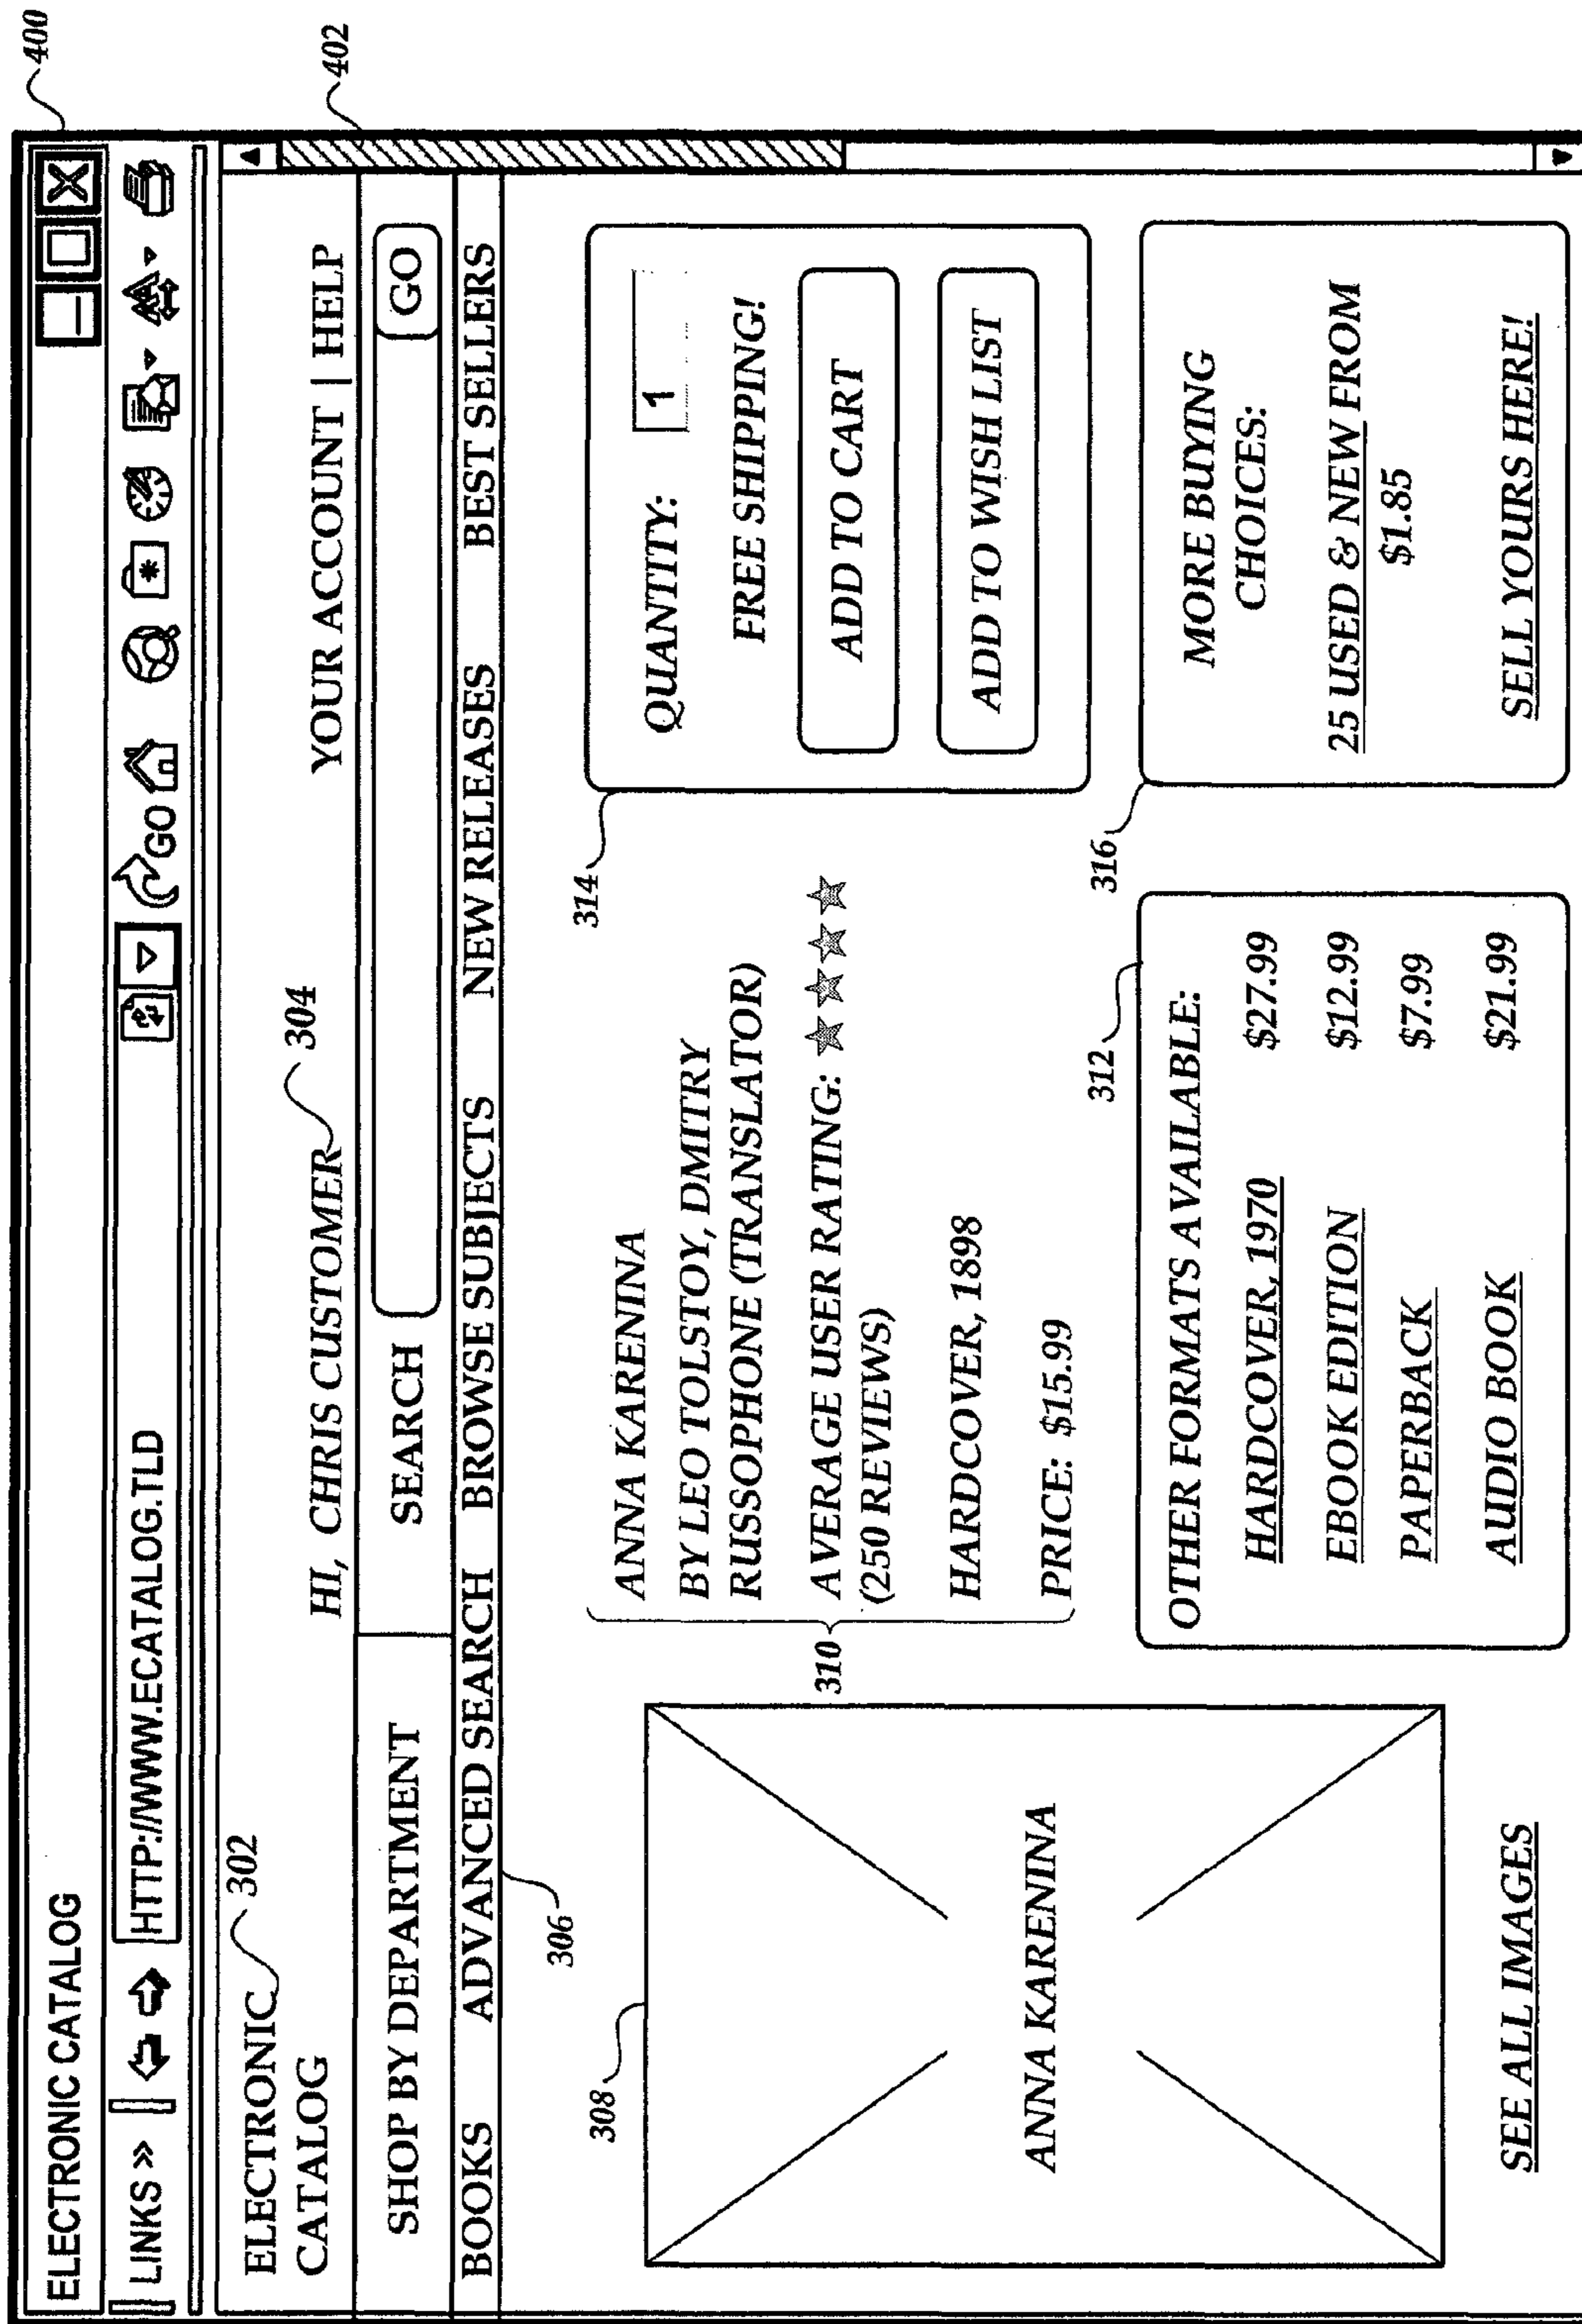 400
ELECTRONIC CATALOG
LINKS » HTTP://WWW.ECATALOG.TLD GO
402
302
304
ELECTRONIC
CATALOG
HI, CHRIS CUSTOMER
YOUR ACCOUNT | HELP
SHOP BY DEPARTMENT SEARCH GO
BOOKS ADVANCED SEARCH BROWSE SUBJECTS NEW RELEASES BEST SELLERS
306
308
310
ANNA KARENINA
SEE ALL IMAGES
ANNA KARENINA
BY LEO TOLSTOY, DMITRY
RUSSOPHONE (TRANSLATOR)
AVERAGE USER RATING: ★★★★
(250 REVIEWS)
HARDCOVER, 1898
PRICE: $15.99
314
QUANTITY: 1
FREE SHIPPING!
ADD TO CART
ADD TO WISH LIST
312
OTHER FORMATS AVAILABLE:
HARDCOVER, 1970 $27.99
EBOOK EDITION $12.99
PAPERBACK $7.99
AUDIO BOOK $21.99
316
MORE BUYING
CHOICES:
25 USED & NEW FROM
$1.85
SELL YOURS HERE!